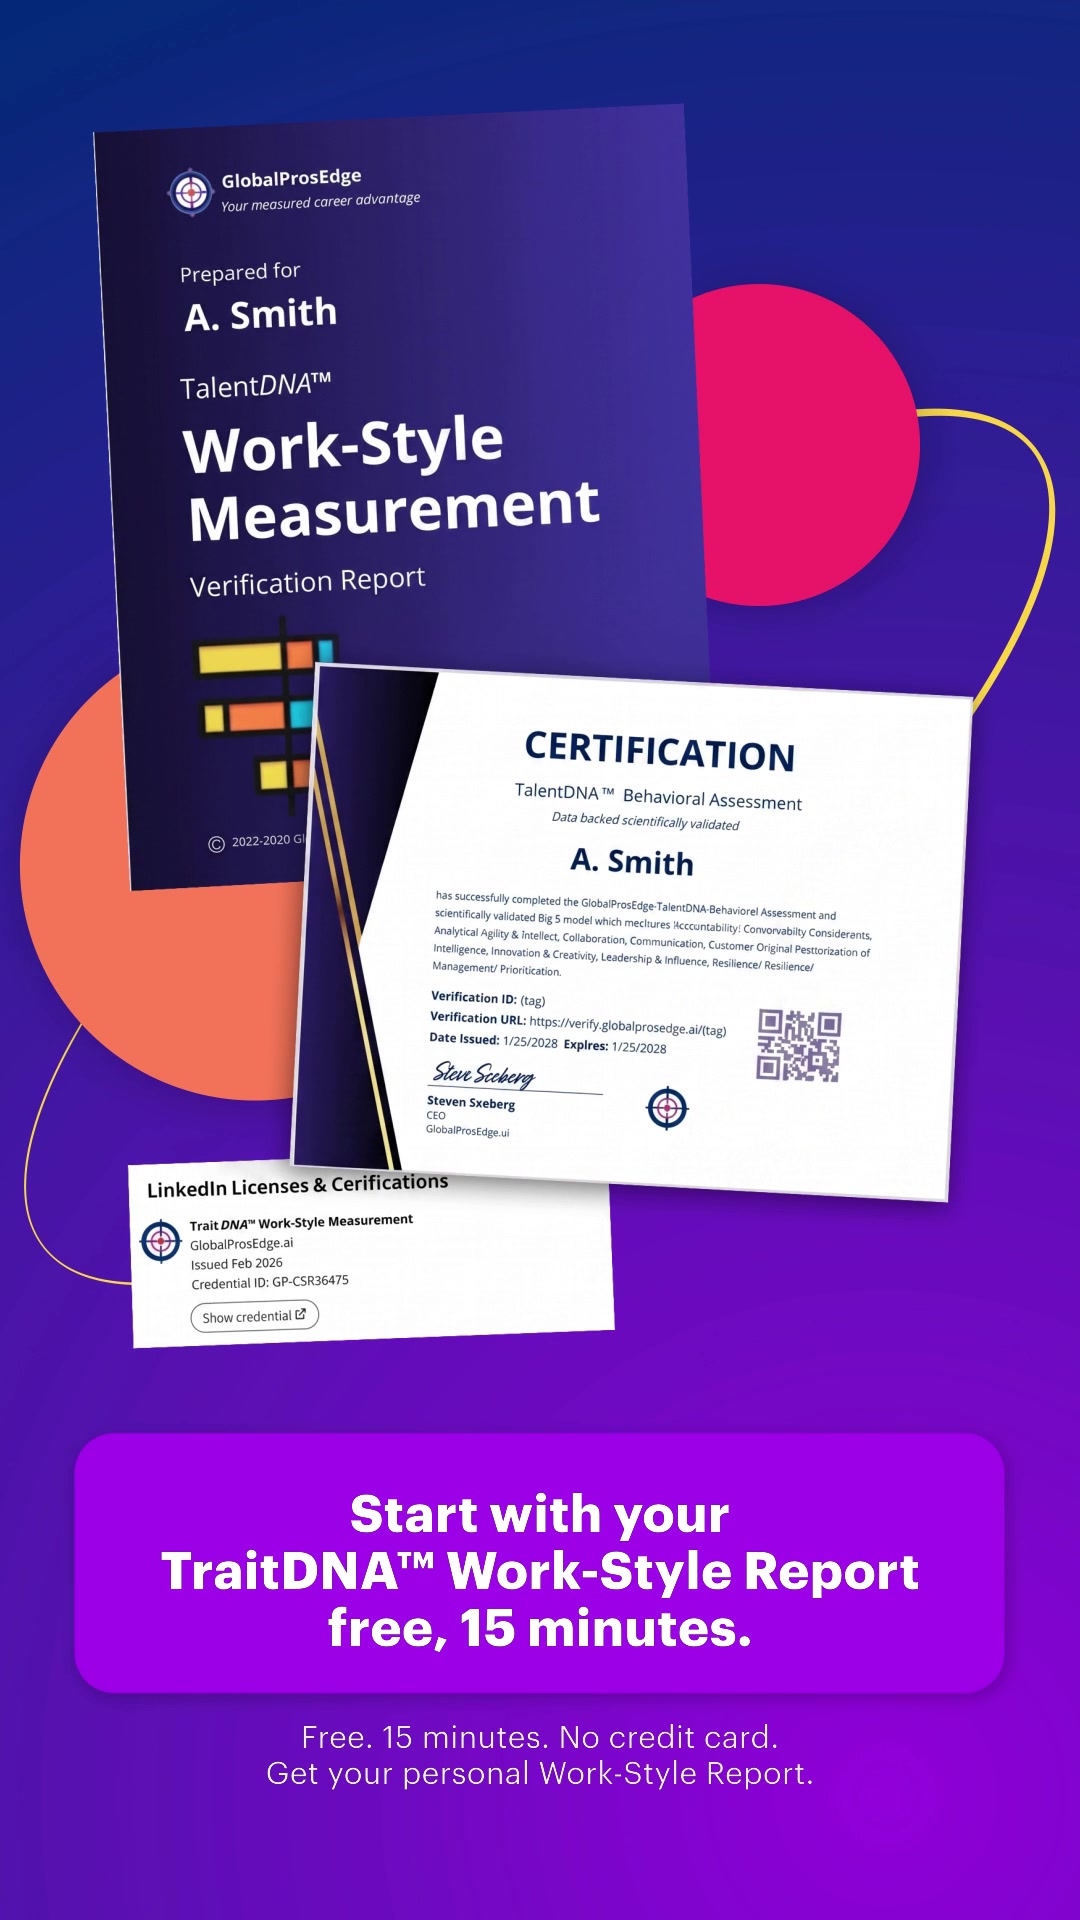 GlobalProsEdge
Your measured career advantage
Prepared for
A. Smith
TalentDNA™
Work-Style
Measurement
Verification Report
© 2022-2020 Gl
CERTIFICATION
TalentDNA™ Behavioral Assessment
Data backed scientifically validated
A. Smith
has successfully completed the GlobalProsEdge-TalentDNA-Behaviorel Assessment and
scientifically validated Big 5 model which Convorvabilty Considerants,
Analytical Agility & Intellect, Collaboration, Communication, Customer Original Pesttorization of
Intelligence, Innovation & Creativity, Leadership & Influence, Resilience/ Resilience/
Management/ Prioritication.
Verification ID: (tag)
Verification URL: https://verify.globalprosedge.ai/(tag)
Date Issued: 1/25/2028 Explres: 1/25/2028
Steve Sceberg
Steven Sxeberg
CEO
GlobalProsEdge.ui
LinkedIn Licenses & Cerifications
TraitDNA™ Work-Style Measurement
GlobalProsEdge.ai
Issued Feb 2026
Credential ID: GP-CSR36475
Show credential
Start with your
TraitDNA™ Work-Style Report
free, 15 minutes.
Free. 15 minutes. No credit card.
Get your personal Work-Style Report.